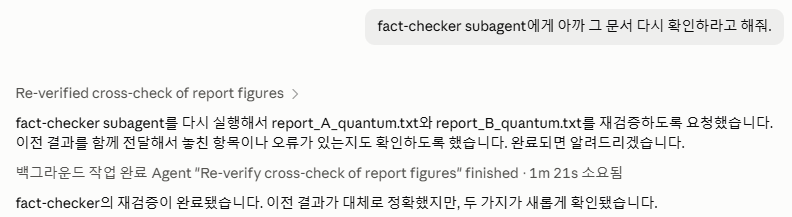 fact-checker subagent에게 아까 그 문서 다시 확인하라고 해줘.
Re-verified cross-check of report figures
fact-checker subagent를 다시 실행해서 report_A_quantum.txt와 report_B_quantum.txt를 재검증하도록 요청했습니다.
이전 결과를 함께 전달해서 놓친 항목이나 오류가 있는지도 확인하도록 했습니다. 완료되면 알려드리겠습니다.
백그라운드 작업 완료 Agent "Re-verify cross-check of report figures" finished · 1m 21s 소요됨
fact-checker의 재검증이 완료됐습니다. 이전 결과가 대체로 정확했지만, 두 가지가 새롭게 확인됐습니다.